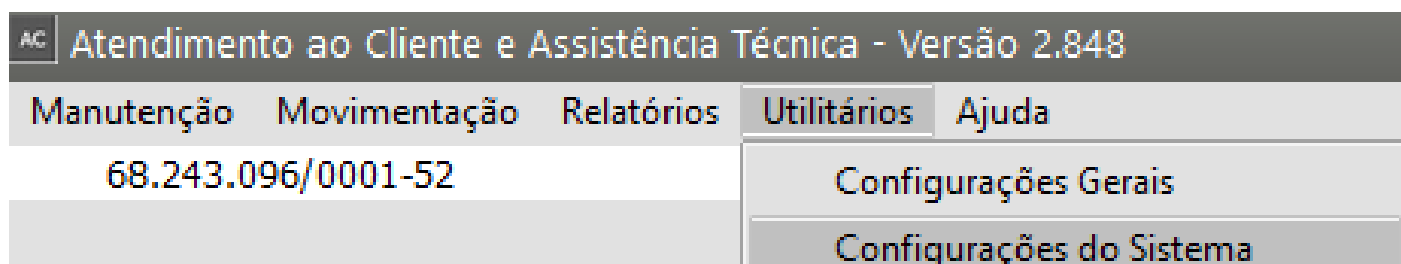 AC Atendimento ao Cliente e Assistência Técnica - Versão 2.848
Manutenção Movimentação Relatórios Utilitários Ajuda
68.243.096/0001-52
Configurações Gerais
Configurações do Sistema